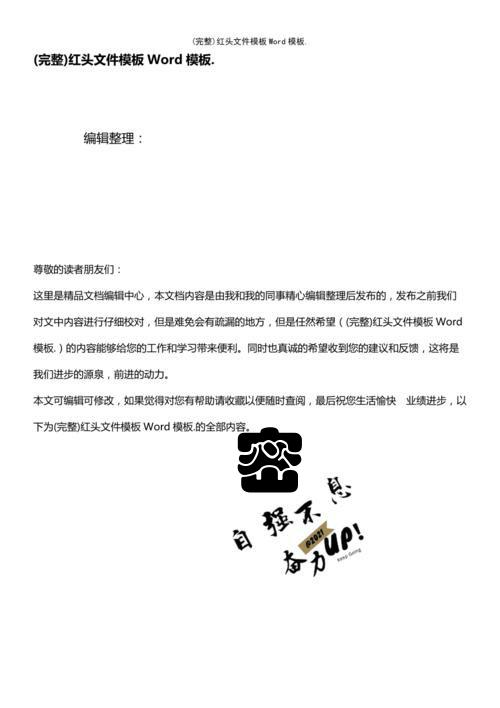 (完整)红头文件模板Word模板.
(完整)红头文件模板 Word 模板.
编辑整理：
尊敬的读者朋友们：
这里是精品文档编辑中心，本文档内容是由我和我的同事精心编辑整理后发布的，发布之前我们
对文中内容进行仔细校对，但是难免会有疏漏的地方，但是任然希望（(完整)红头文件模板 Word
模板.）的内容能够给您的工作和学习带来便利。同时也真诚的希望收到您的建议和反馈，这将是
我们进步的源泉，前进的动力。
本文可编辑可修改，如果觉得对您有帮助请收藏以便随时查阅，最后祝您生活愉快 业绩进步，以
下为(完整)红头文件模板 Word 模板.的全部内容。
自强不息
@2021
奋力UP!
Keep Going